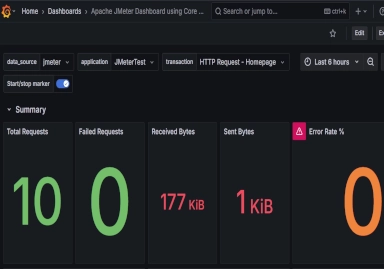 Home › Dashboards › Apache JMeter Dashboard using Core ...
Search or jump to...
ctrl+k
Edit
data_source
jmeter
application
JMeterTest
transaction
HTTP Request - Homepage
Last 6 hours
Start/stop marker
Summary
Total Requests
Failed Requests
Received Bytes
Sent Bytes
Error Rate %
10
0
177 KiB
1 KiB
0